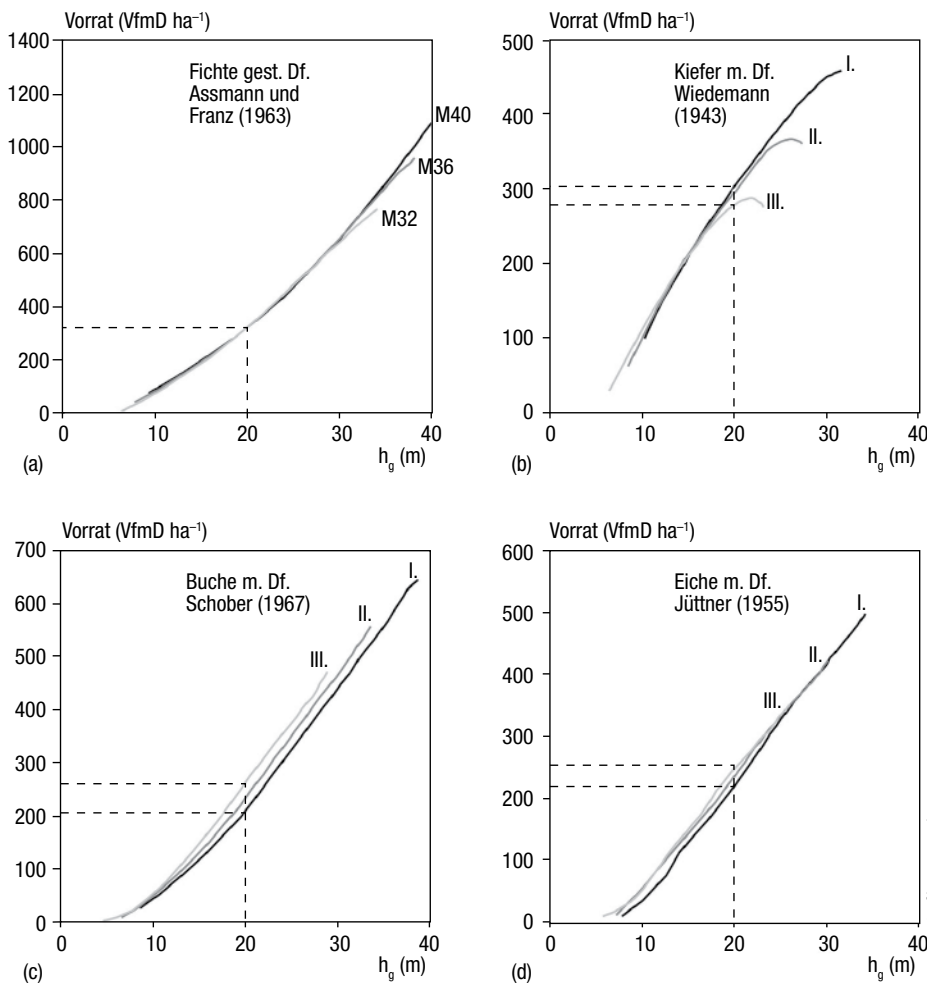 Vorrat (VfmD ha⁻¹)
1400
1200
1000
800
600
400
200
0
Fichte gest. Df.
Assmann und
Franz (1963)
M40
M36
M32
0 10 20 30 40
h_g (m)
(a)
Vorrat (VfmD ha⁻¹)
500
400
300
200
100
0
Kiefer m. Df.
Wiedemann
(1943)
I.
II.
III.
0 10 20 30 40
h_g (m)
(b)
Vorrat (VfmD ha⁻¹)
700
600
500
400
300
200
100
0
Buche m. Df.
Schober (1967)
I.
II.
III.
0 10 20 30 40
h_g (m)
(c)
Vorrat (VfmD ha⁻¹)
600
500
400
300
200
100
0
Eiche m. Df.
Jüttner (1955)
I.
II.
III.
0 10 20 30 40
h_g (m)
(d)